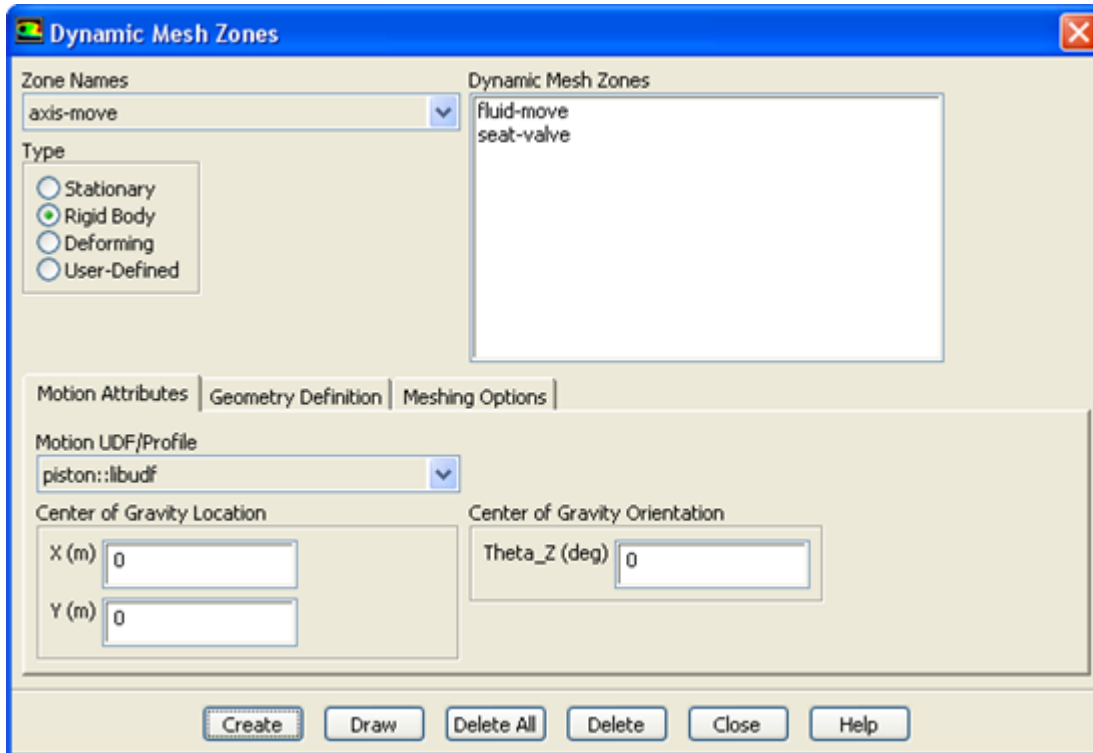 Dynamic Mesh Zones
Zone Names
axis-move
Dynamic Mesh Zones
fluid-move
seat-valve
Type
Stationary
Rigid Body
Deforming
User-Defined
Motion Attributes Geometry Definition Meshing Options
Motion UDF/Profile
piston::libudf
Center of Gravity Location
X (m) 0
Y (m) 0
Center of Gravity Orientation
Theta_Z (deg) 0
Create Draw Delete All Delete Close Help